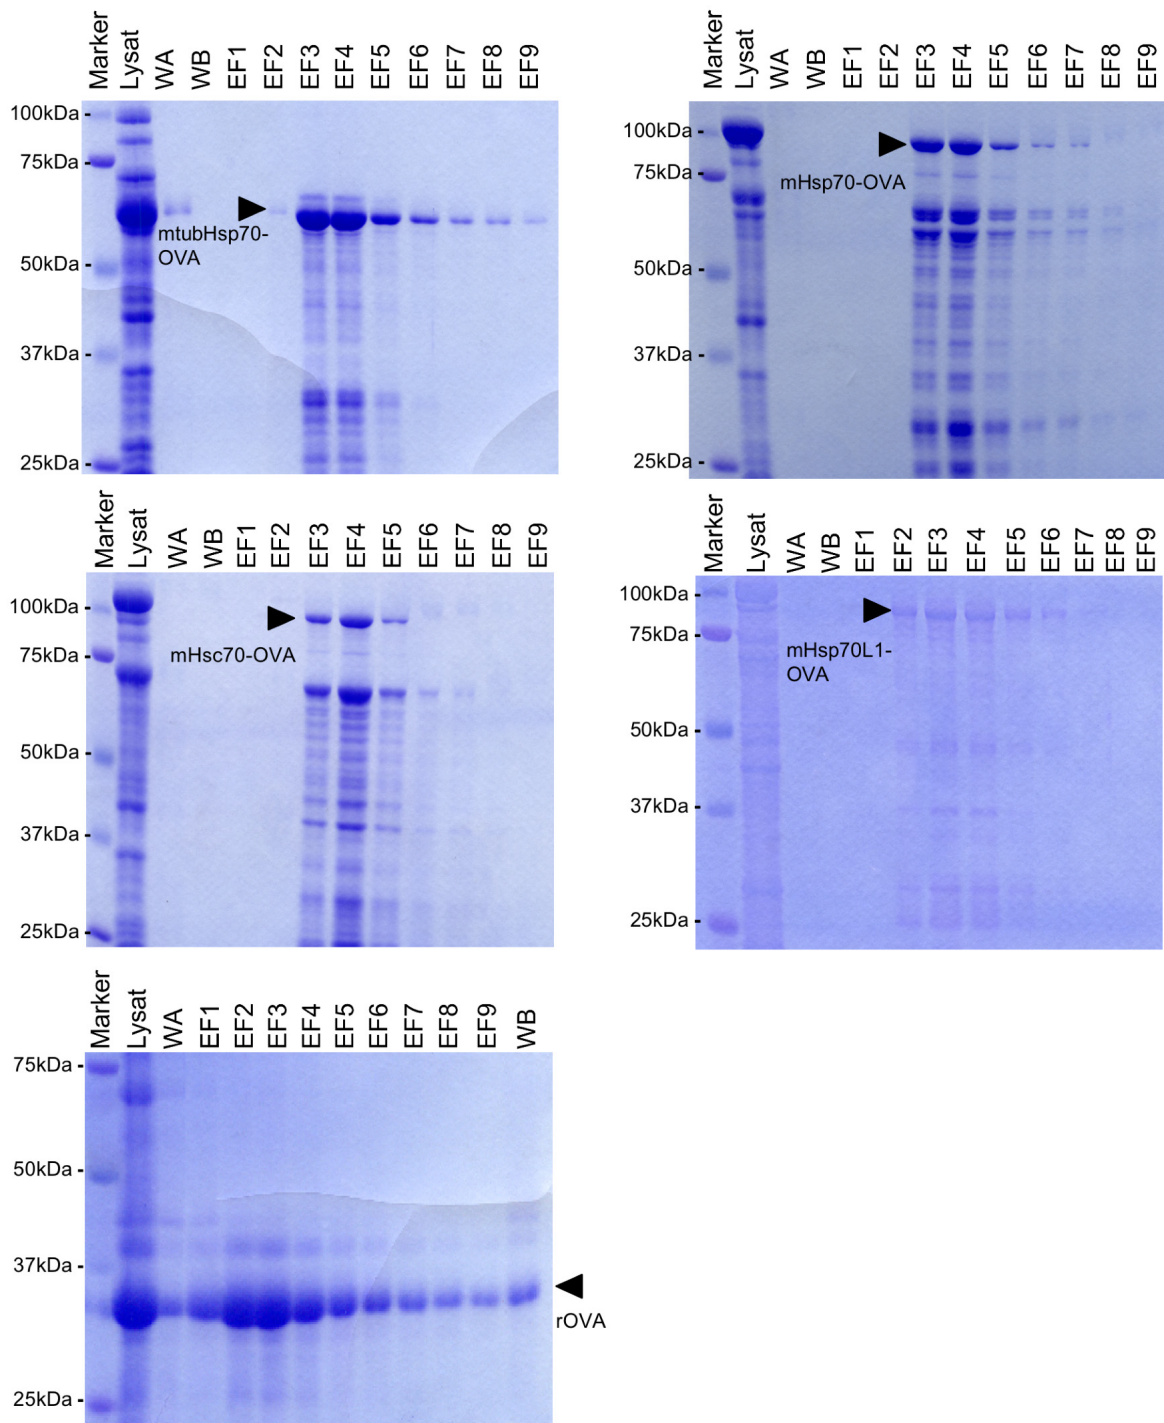 Marker Lysat WA WB EF1 EF2 EF3 EF4 EF5 EF6 EF7 EF8 EF9
100kDa
75kDa
mtubHsp70-
OVA
50kDa
37kDa
25kDa
Marker Lysat WA WB EF1 EF2 EF3 EF4 EF5 EF6 EF7 EF8 EF9
100kDa
75kDa
mHsp70-OVA
50kDa
37kDa
25kDa
Marker Lysat WA WB EF1 EF2 EF3 EF4 EF5 EF6 EF7 EF8 EF9
100kDa
75kDa
mHsc70-OVA
50kDa
37kDa
25kDa
Marker Lysat WA WB EF1 EF2 EF3 EF4 EF5 EF6 EF7 EF8 EF9
100kDa
75kDa
mHsp70L1-
OVA
50kDa
37kDa
25kDa
Marker Lysat WA EF1 EF2 EF3 EF4 EF5 EF6 EF7 EF8 EF9 WB
75kDa
50kDa
37kDa
rOVA
25kDa